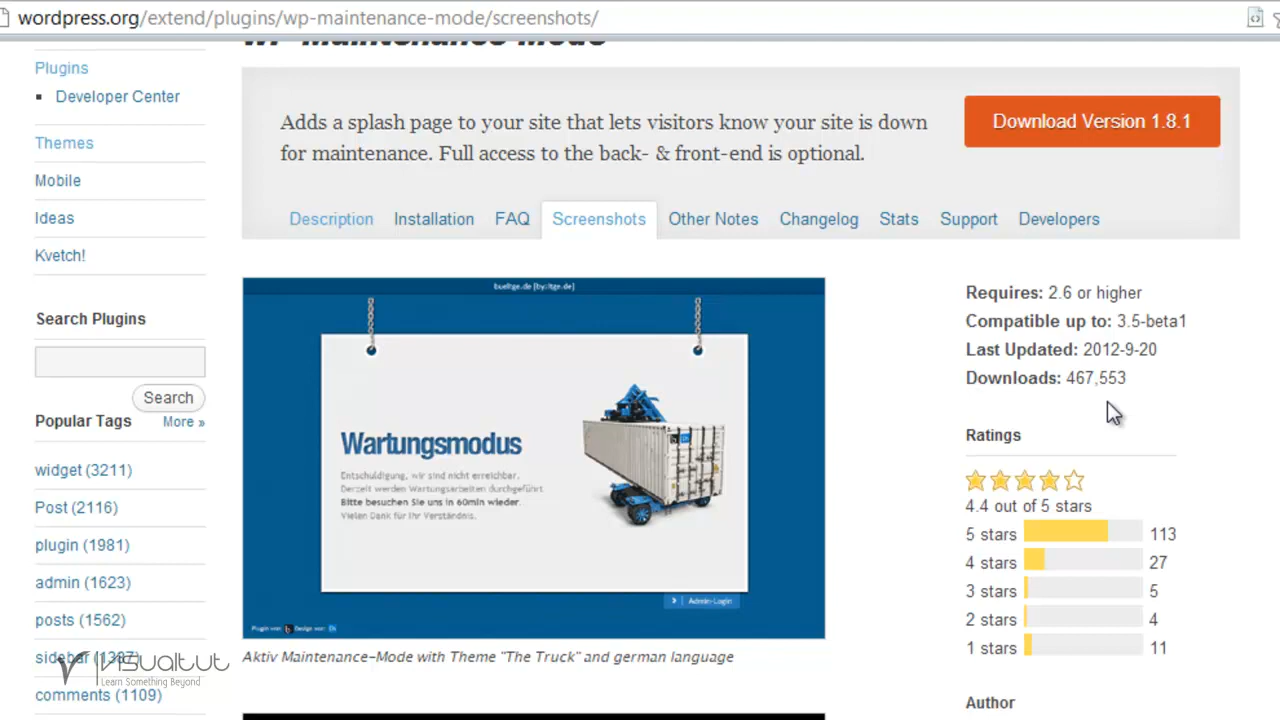 wordpress.org/extend/plugins/wp-maintenance-mode/screenshots/
WP Maintenance Mode
Plugins
Developer Center
Themes
Mobile
Ideas
Kvetch!
Search Plugins
Search
Popular Tags More »
widget (3211)
Post (2116)
plugin (1981)
admin (1623)
posts (1562)
sidebar (1387)
comments (1109)
Visualtut
Learn Something Beyond
Adds a splash page to your site that lets visitors know your site is down
for maintenance. Full access to the back- & front-end is optional.
Download Version 1.8.1
Description Installation FAQ Screenshots Other Notes Changelog Stats Support Developers
bueltge.de [by:ltge.de]
Wartungsmodus
Entschuldigung, wir sind nicht erreichbar.
Derzeit werden Wartungsarbeiten durchgeführt
Bitte besuchen Sie uns in 60min wieder.
Vielen Dank für Ihr Verständnis.
Admin-Login
Plugin von: Design von:
Aktiv Maintenance-Mode with Theme "The Truck" and german language
Requires: 2.6 or higher
Compatible up to: 3.5-beta1
Last Updated: 2012-9-20
Downloads: 467,553
Ratings
4.4 out of 5 stars
5 stars 113
4 stars 27
3 stars 5
2 stars 4
1 stars 11
Author